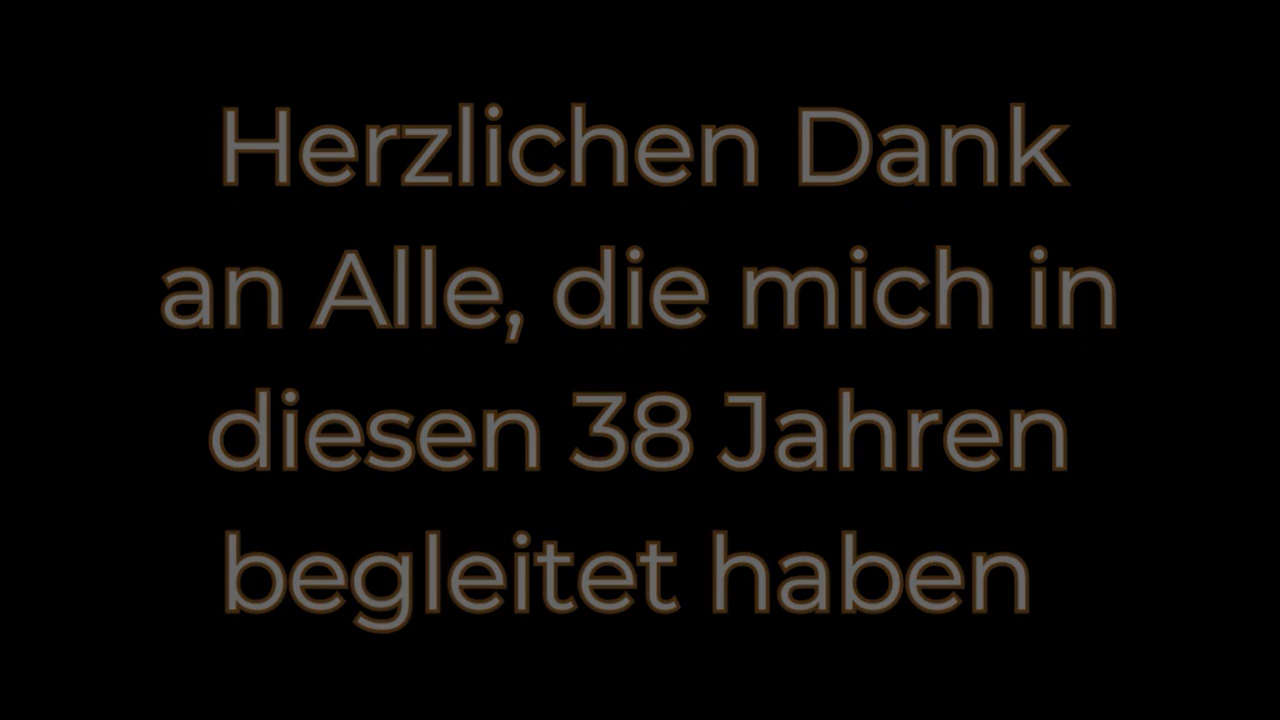 Herzlichen Dank
an Alle, die mich in
diesen 38 Jahren
begleitet haben